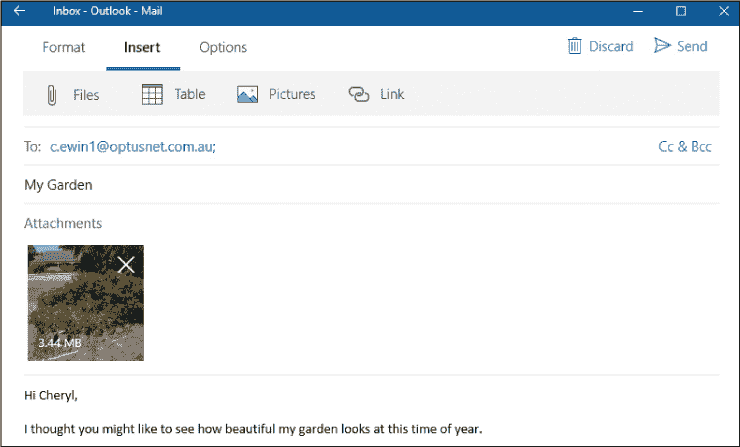 Inbox - Outlook - Mail
Format Insert Options Discard Send
Files Table Pictures Link
To: c.ewin1@optusnet.com.au; Cc & Bcc
My Garden
Attachments
3.44 MB
Hi Cheryl,
I thought you might like to see how beautiful my garden looks at this time of year.